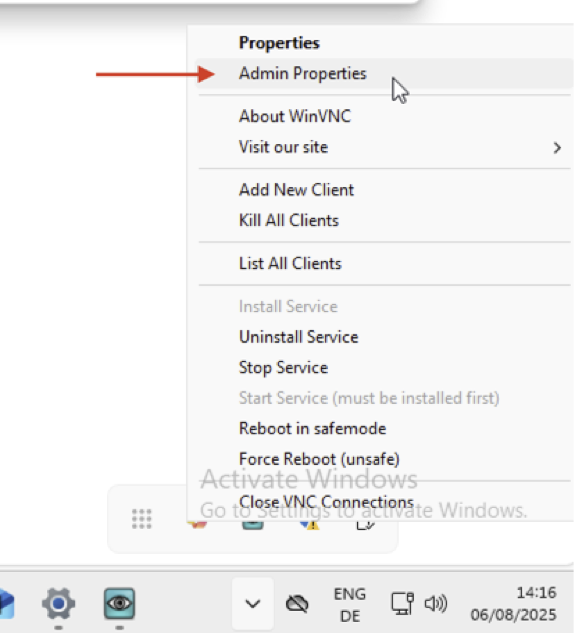 Properties
Admin Properties
About WinVNC
Visit our site
Add New Client
Kill All Clients
List All Clients
Install Service
Uninstall Service
Stop Service
Start Service (must be installed first)
Reboot in safemode
Force Reboot (unsafe)
Activate Windows
Close VNC Connections
Go to Settings to activate Windows.
ENG
DE
14:16
06/08/2025